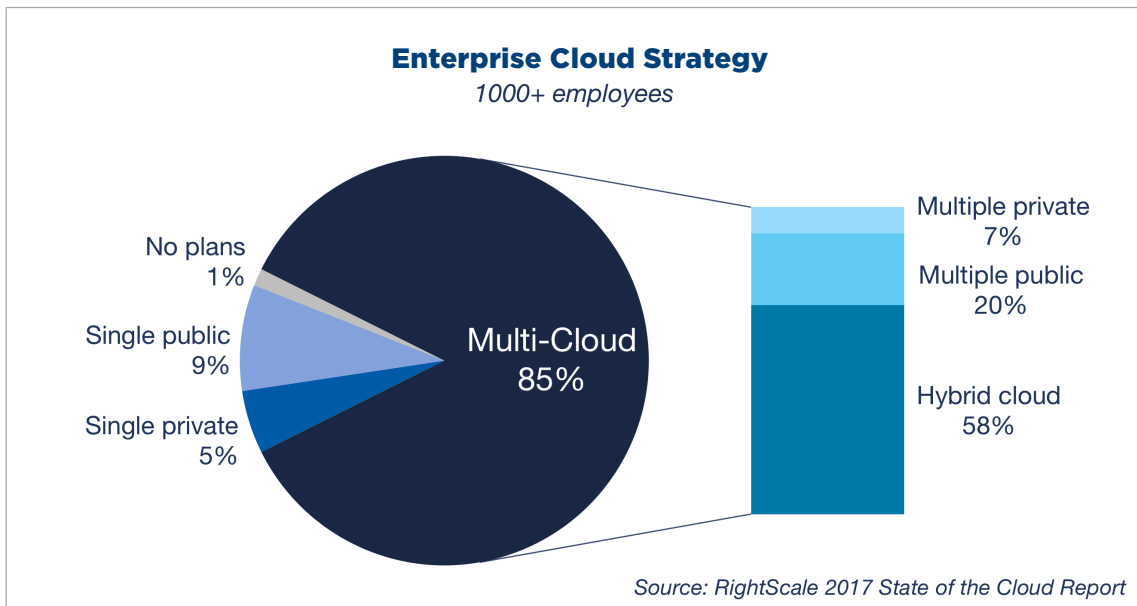 Enterprise Cloud Strategy
1000+ employees
No plans
1%
Single public
9%
Single private
5%
Multi-Cloud
85%
Multiple private
7%
Multiple public
20%
Hybrid cloud
58%
Source: RightScale 2017 State of the Cloud Report